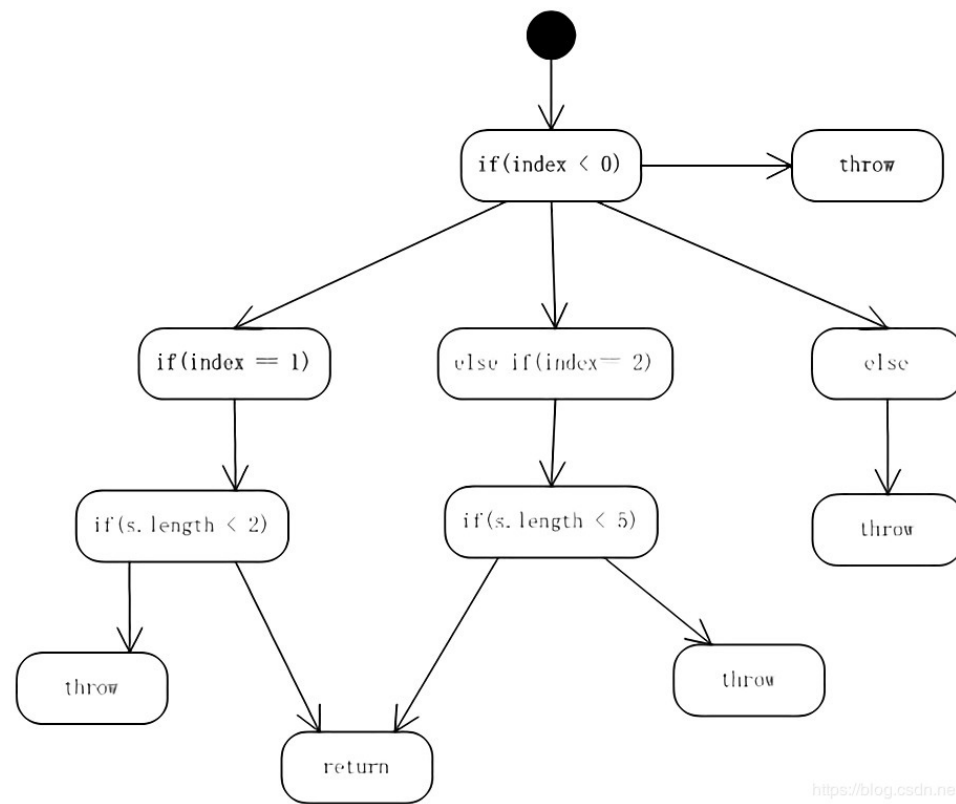 if(index < 0)
throw
if(index == 1)
else if(index== 2)
else
if(s.length < 2)
if(s.length < 5)
throw
throw
throw
return
https://blog.csdn.ne